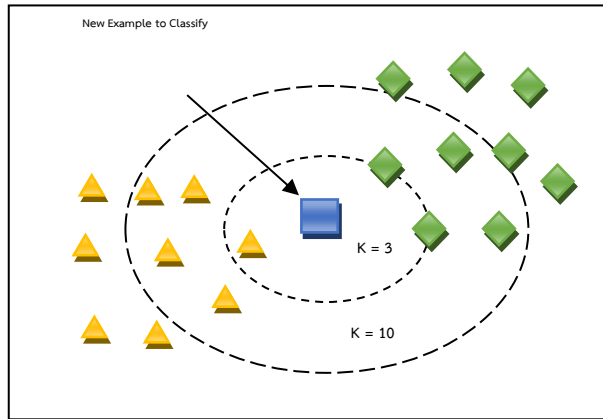 New Example to Classify
K = 3
K = 10